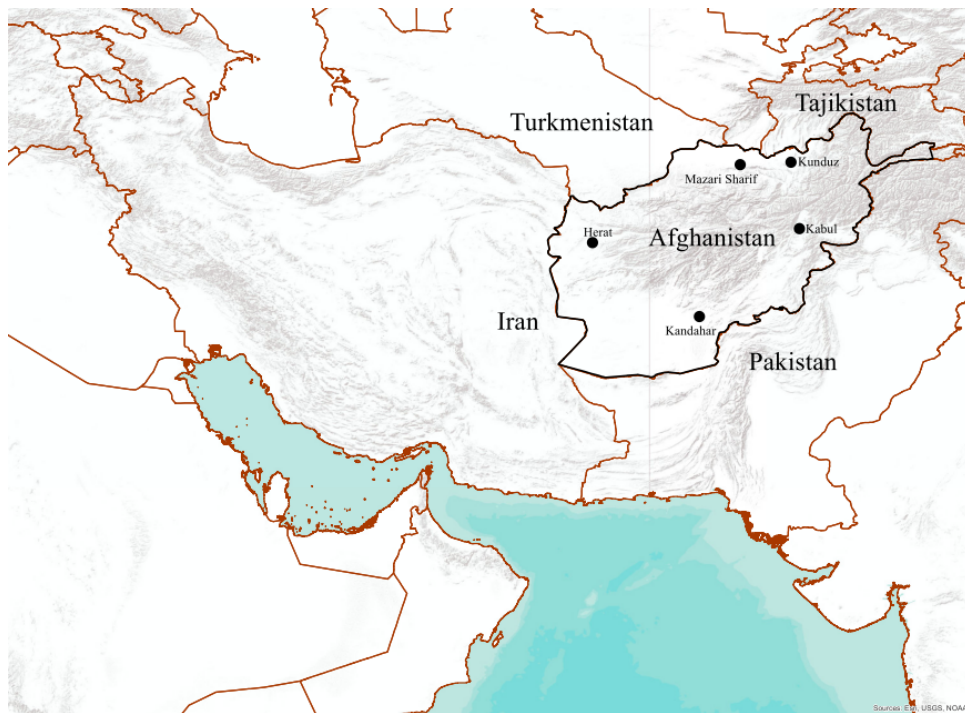 Tajikistan
Turkmenistan
Kunduz
Mazari Sharif
Herat
Afghanistan
Kabul
Iran
Kandahar
Pakistan
Sources: Esri, USGS, NOAA